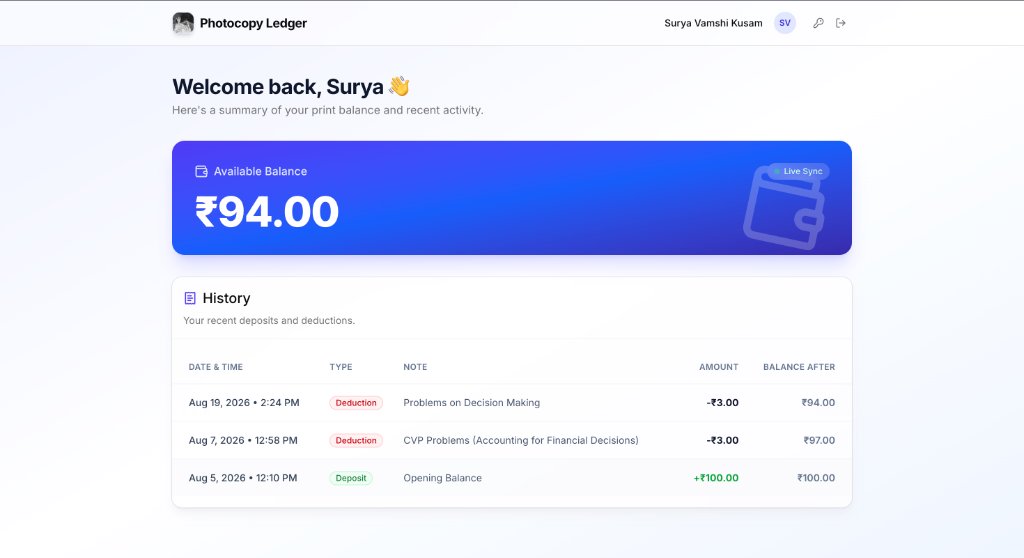 Photocopy Ledger
Surya Vamshi Kusam SV
Welcome back, Surya 👋
Here's a summary of your print balance and recent activity.
Available Balance
Live Sync
₹94.00
History
Your recent deposits and deductions.
DATE & TIME TYPE NOTE AMOUNT BALANCE AFTER
Aug 19, 2026 • 2:24 PM Deduction Problems on Decision Making -₹3.00 ₹94.00
Aug 7, 2026 • 12:58 PM Deduction CVP Problems (Accounting for Financial Decisions) -₹3.00 ₹97.00
Aug 5, 2026 • 12:10 PM Deposit Opening Balance +₹100.00 ₹100.00